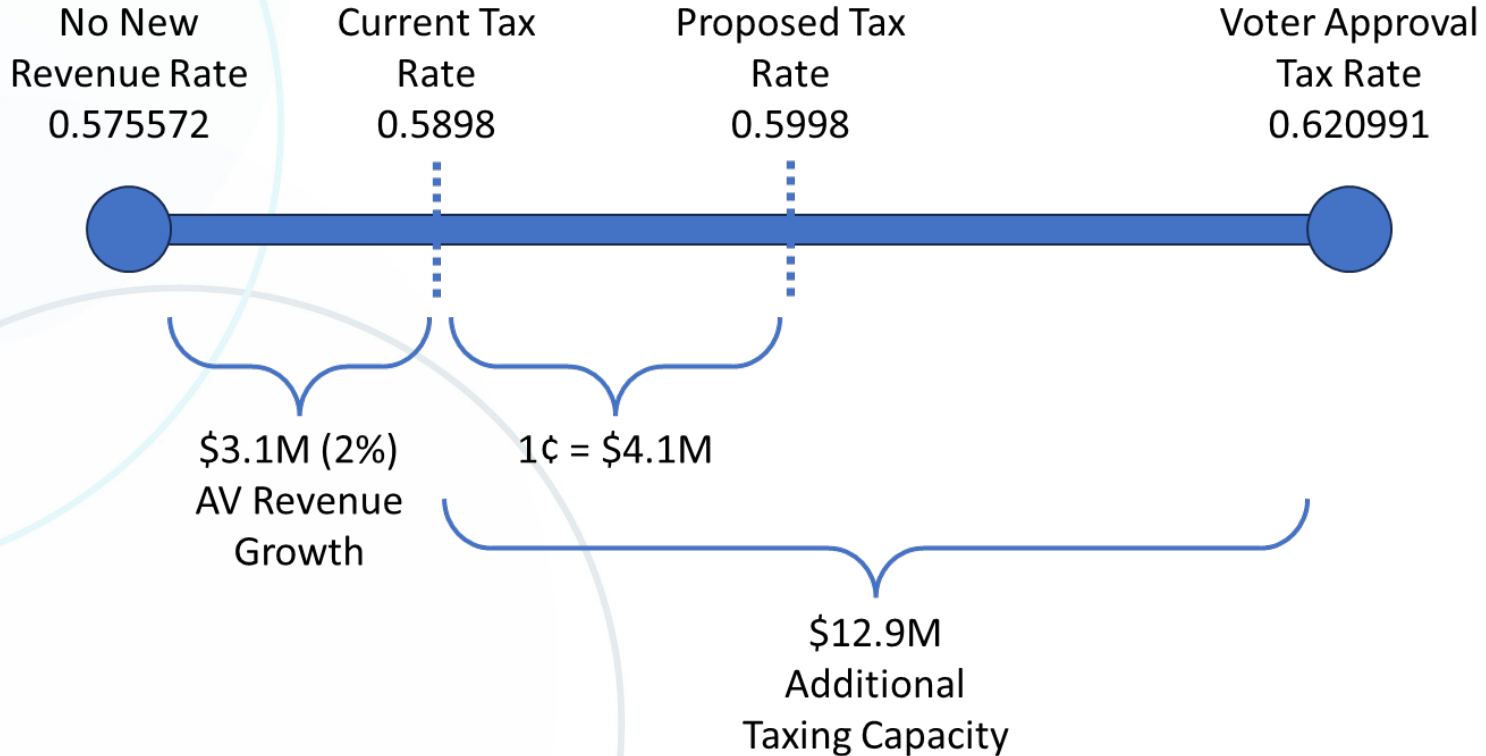 No New
Revenue Rate
0.575572
Current Tax
Rate
0.5898
Proposed Tax
Rate
0.5998
Voter Approval
Tax Rate
0.620991
$3.1M (2%)
AV Revenue
Growth
1¢ = $4.1M
$12.9M
Additional
Taxing Capacity